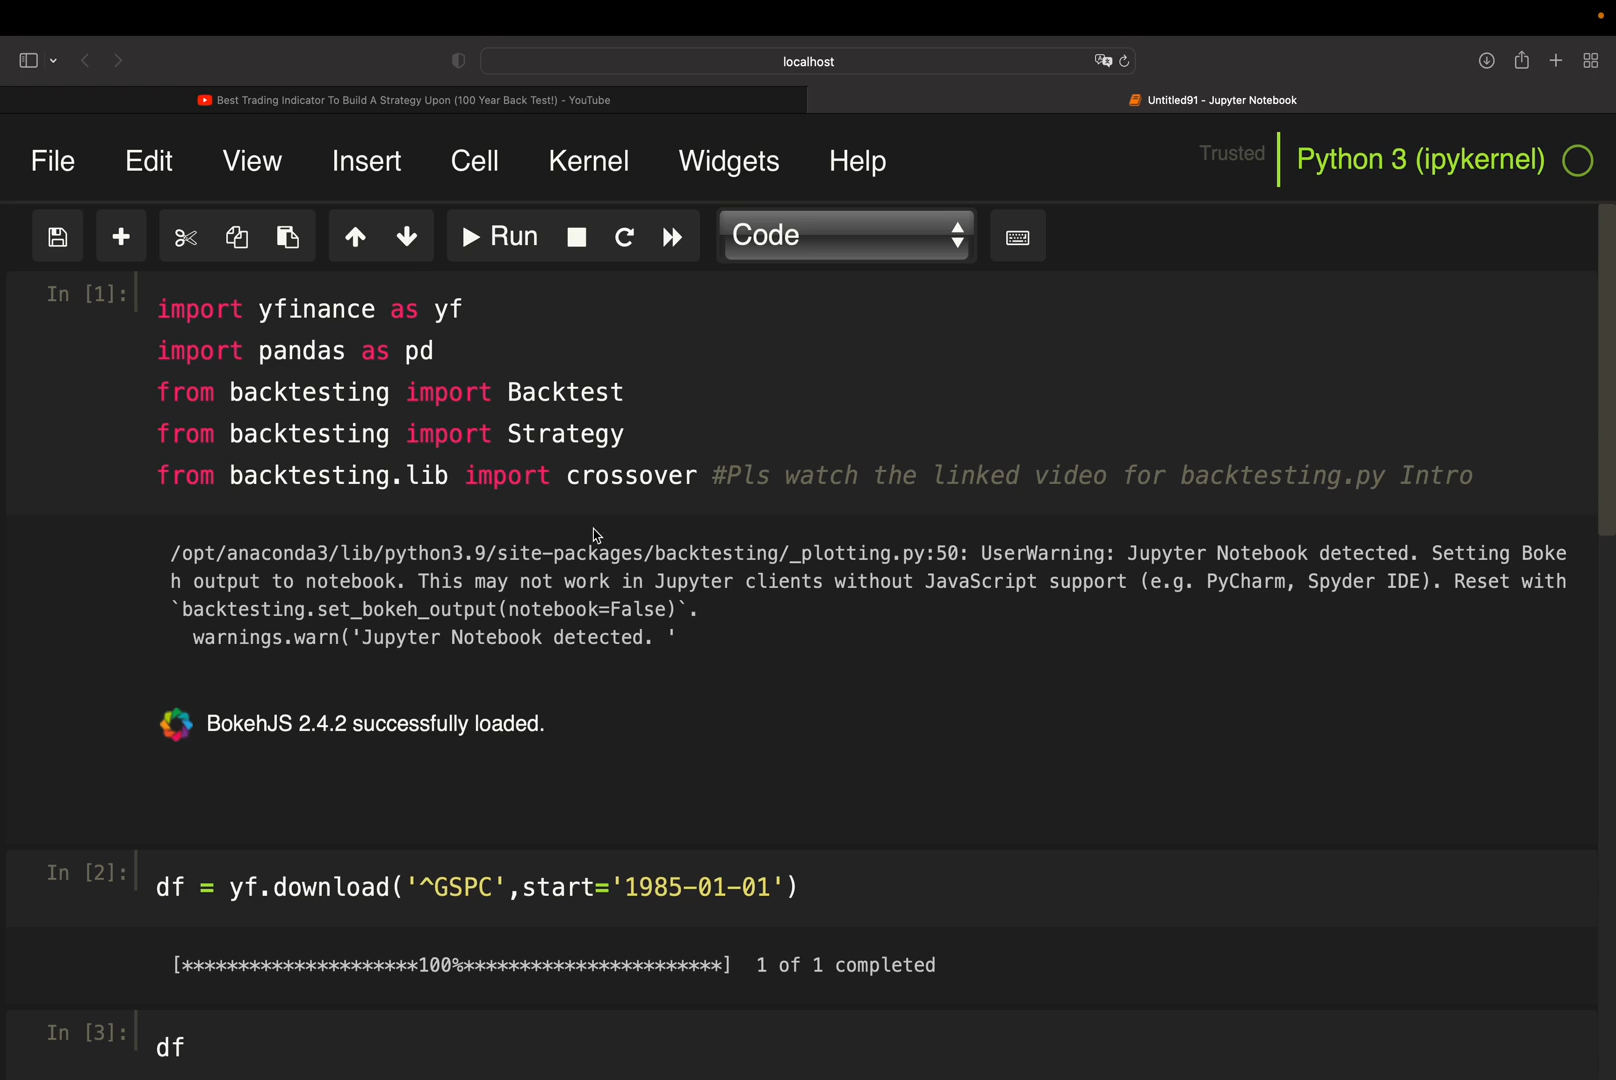 localhost
Best Trading Indicator To Build A Strategy Upon (100 Year Back Test!) - YouTube
Untitled91 - Jupyter Notebook
File Edit View Insert Cell Kernel Widgets Help
Trusted
Python 3 (ipykernel)
Run
Code
In [1]:
import yfinance as yf
import pandas as pd
from backtesting import Backtest
from backtesting import Strategy
from backtesting.lib import crossover #Pls watch the linked video for backtesting.py Intro
/opt/anaconda3/lib/python3.9/site-packages/backtesting/_plotting.py:50: UserWarning: Jupyter Notebook detected. Setting Boke
h output to notebook. This may not work in Jupyter clients without JavaScript support (e.g. PyCharm, Spyder IDE). Reset with
`backtesting.set_bokeh_output(notebook=False)`.
warnings.warn('Jupyter Notebook detected. '
BokehJS 2.4.2 successfully loaded.
In [2]:
df = yf.download('^GSPC',start='1985-01-01')
[*********************100%***********************] 1 of 1 completed
In [3]:
df